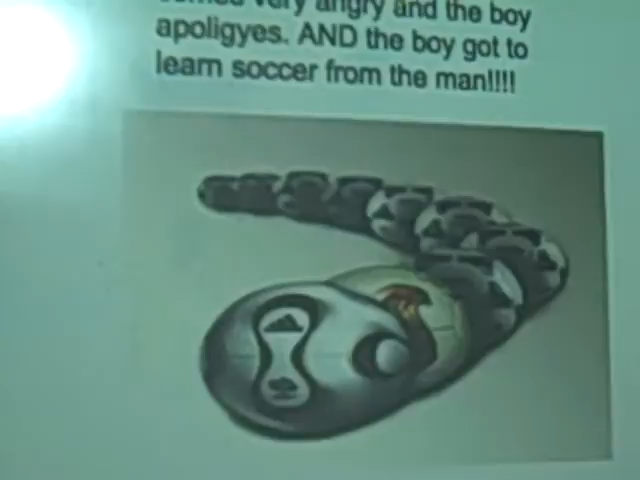 very angry and the boy
apoligyes. AND the boy got to
learn soccer from the man!!!!